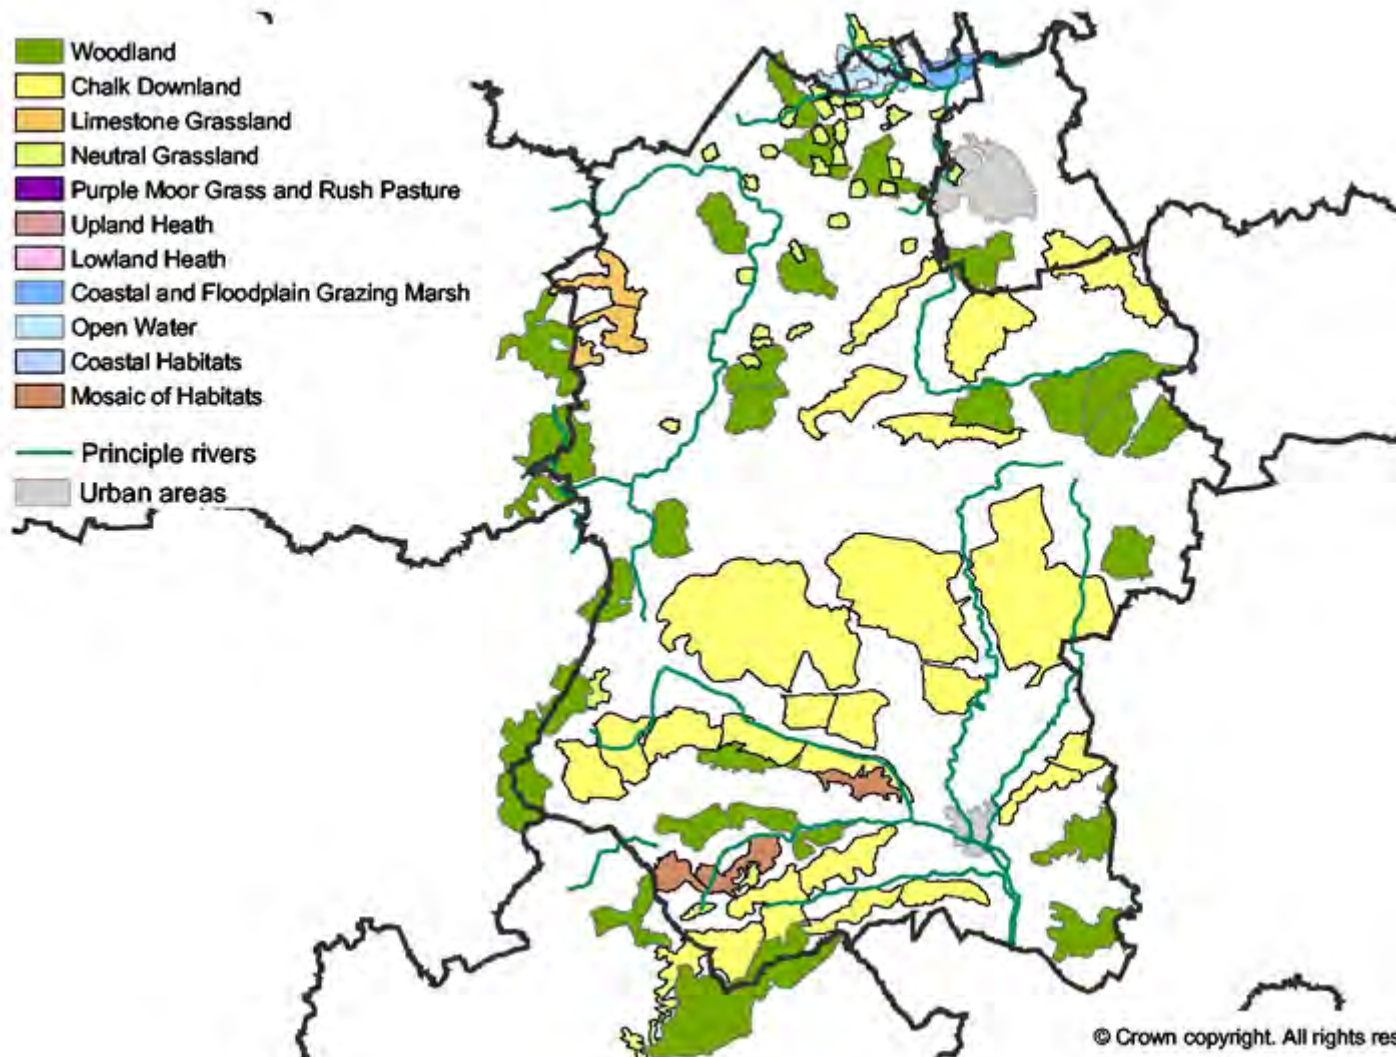 Woodland
Chalk Downland
Limestone Grassland
Neutral Grassland
Purple Moor Grass and Rush Pasture
Upland Heath
Lowland Heath
Coastal and Floodplain Grazing Marsh
Open Water
Coastal Habitats
Mosaic of Habitats
Principle rivers
Urban areas
© Crown copyright. All rights res